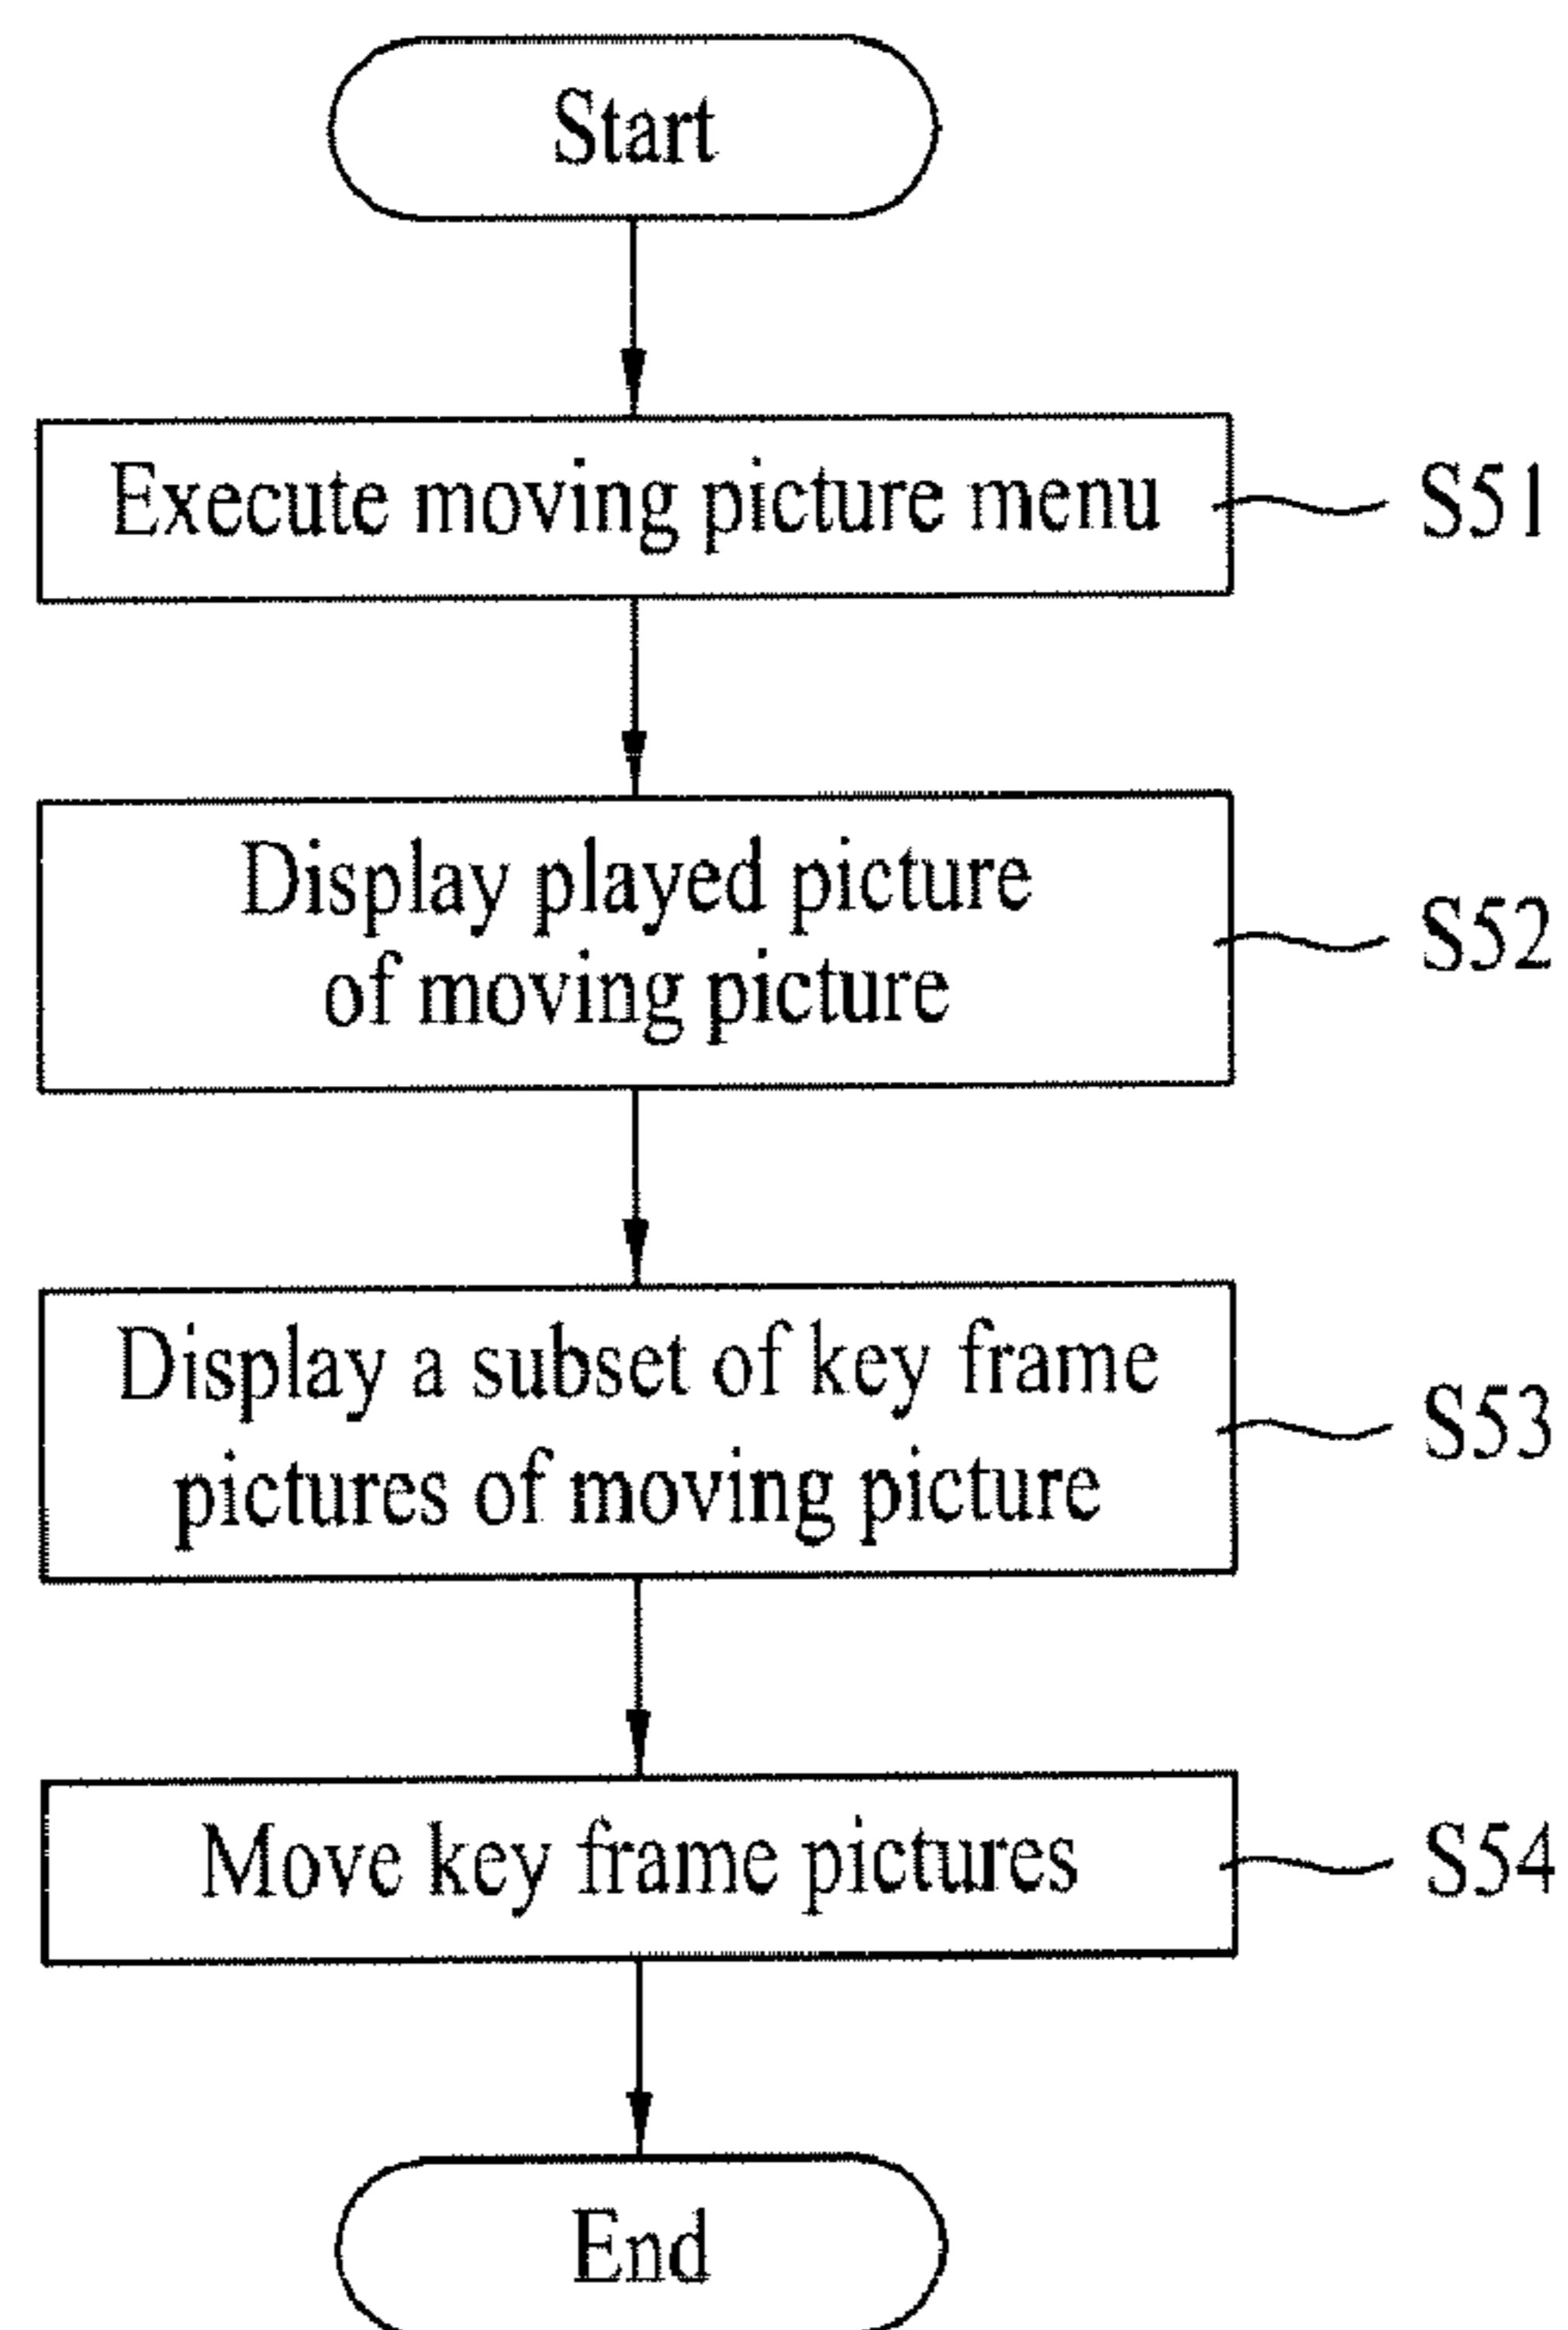 Start
Execute moving picture menu
S51
Display played picture
of moving picture
S52
Display a subset of key frame
pictures of moving picture
S53
Move key frame pictures
S54
End